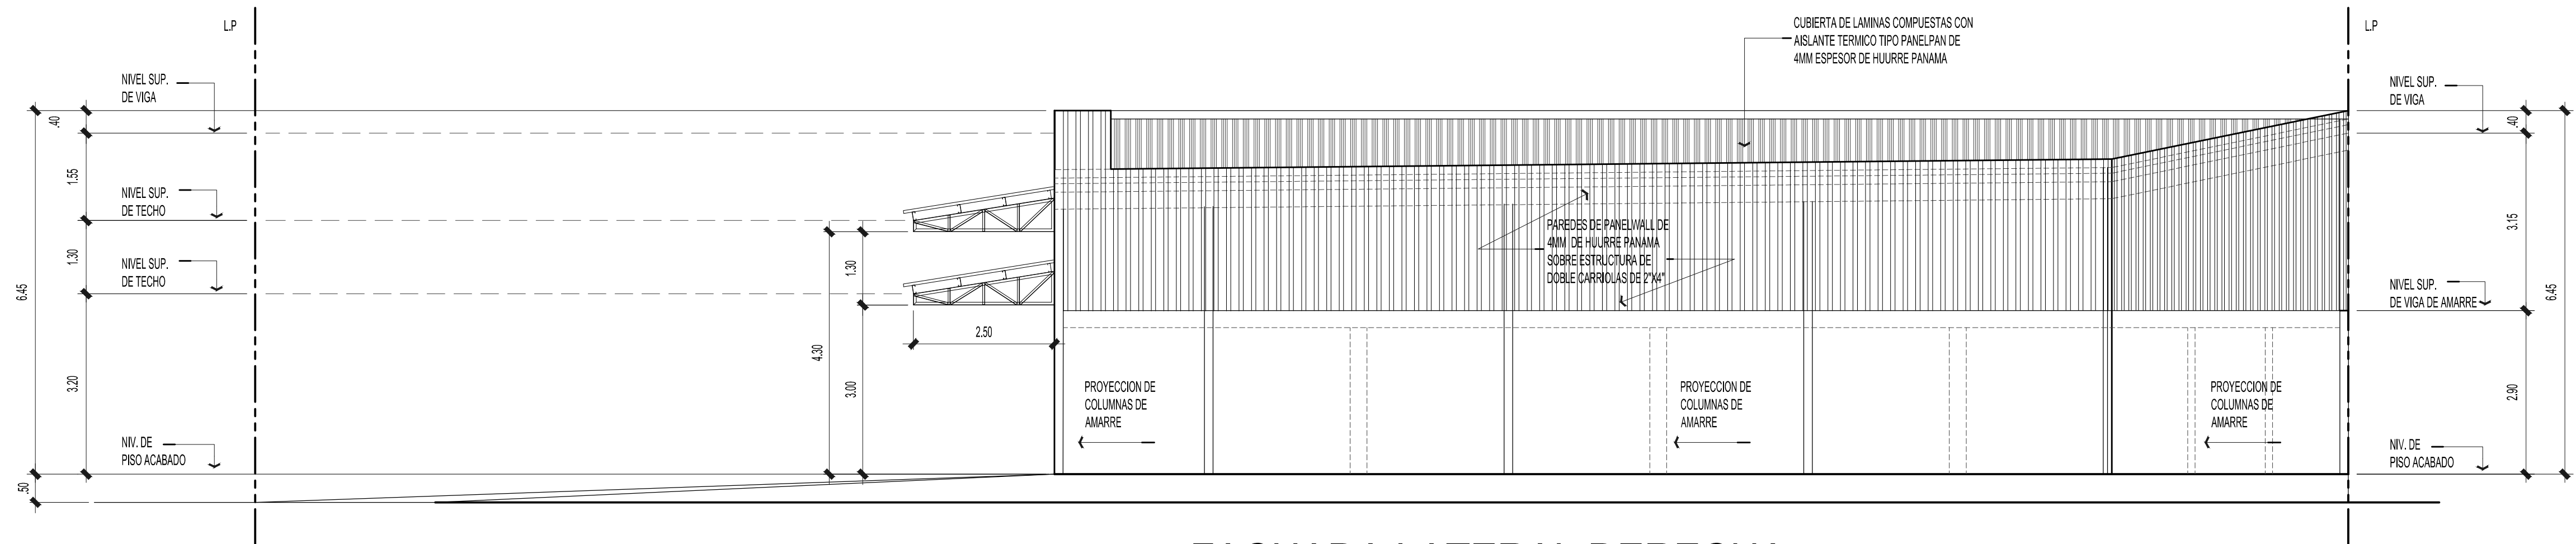 L.P
CUBIERTA DE LAMINAS COMPUESTAS CON
AISLANTE TERMICO TIPO PANELPAN DE
4MM ESPESOR DE HUURRE PANAMA
L.P
NIVEL SUP.
DE VIGA
NIVEL SUP.
DE VIGA
.40
.40
1.55
NIVEL SUP.
DE TECHO
PAREDES DE PANELWALL DE
4MM DE HUURRE PANAMA
SOBRE ESTRUCTURA DE
DOBLE CARRIOLAS DE 2"X4"
3.15
1.30
NIVEL SUP.
DE TECHO
1.30
6.45
NIVEL SUP.
DE VIGA DE AMARRE
6.45
2.50
4.30
3.20
3.00
PROYECCION DE
COLUMNAS DE
AMARRE
PROYECCION DE
COLUMNAS DE
AMARRE
PROYECCION DE
COLUMNAS DE
AMARRE
2.90
NIV. DE
PISO ACABADO
NIV. DE
PISO ACABADO
.50
FACHADA LATERAL DERECHA